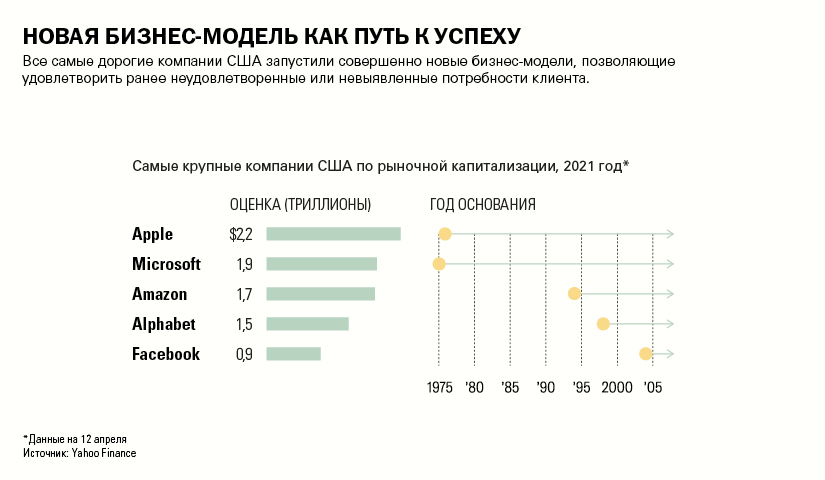 НОВАЯ БИЗНЕС-МОДЕЛЬ КАК ПУТЬ К УСПЕХУ
Все самые дорогие компании США запустили совершенно новые бизнес-модели, позволяющие
удовлетворить ранее неудовлетворенные или невыявленные потребности клиента.
Самые крупные компании США по рыночной капитализации, 2021 год*
ОЦЕНКА (ТРИЛЛИОНЫ) ГОД ОСНОВАНИЯ
Apple $2,2
Microsoft 1,9
Amazon 1,7
Alphabet 1,5
Facebook 0,9
1975 '80 '85 '90 '95 2000 '05
*Данные на 12 апреля
Источник: Yahoo Finance